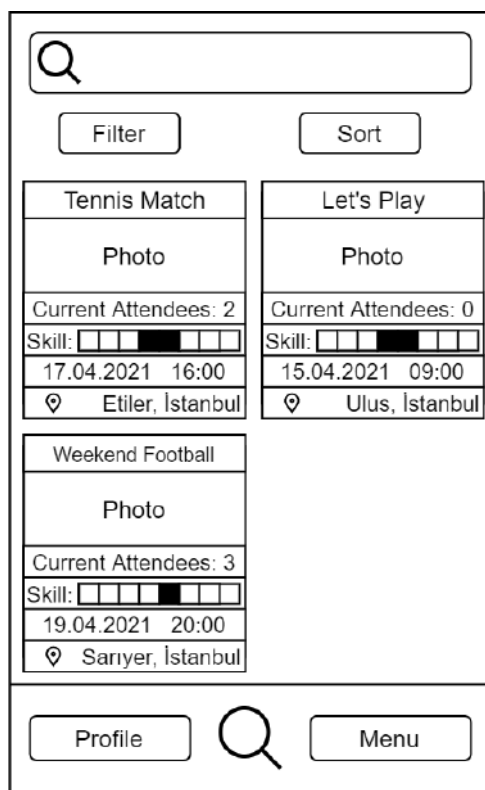 Filter
Sort
Tennis Match
Photo
Current Attendees: 2
Skill:
17.04.2021 16:00
Etiler, İstanbul
Let's Play
Photo
Current Attendees: 0
Skill:
15.04.2021 09:00
Ulus, İstanbul
Weekend Football
Photo
Current Attendees: 3
Skill:
19.04.2021 20:00
Sarıyer, İstanbul
Profile
Menu